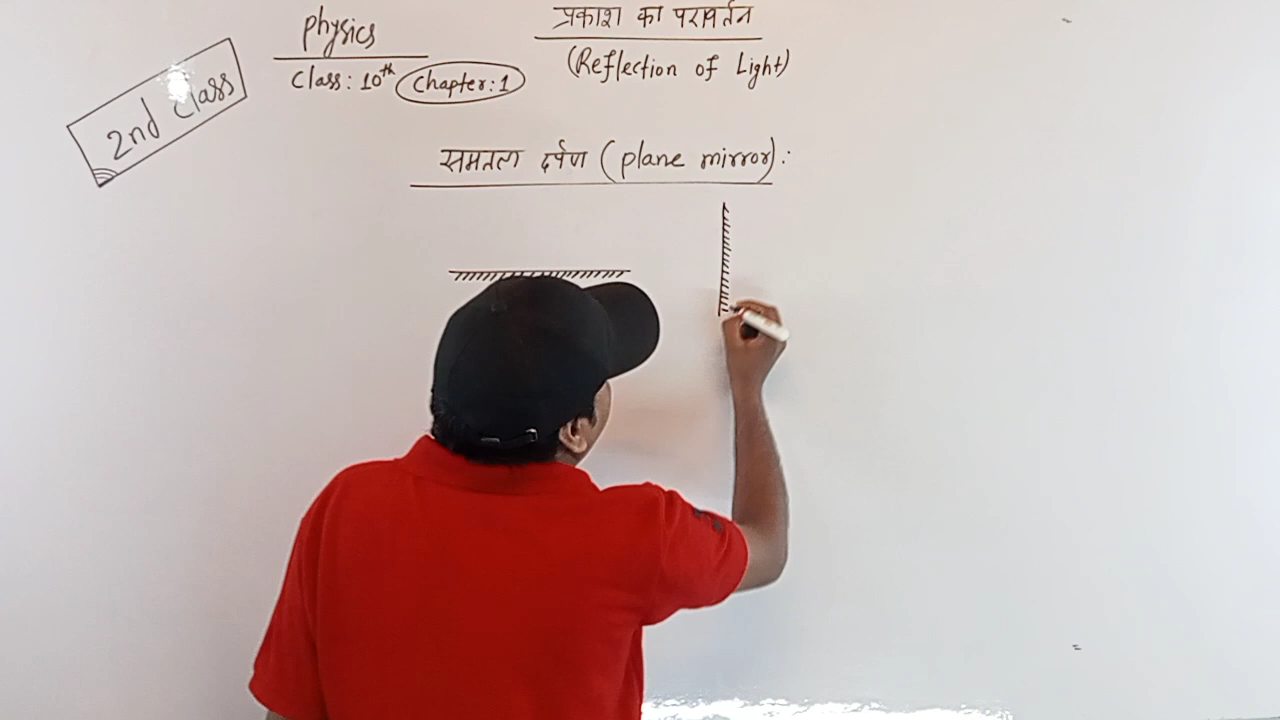 physics
Class: 10th Chapter: 1
2nd class
प्रकाश का परावर्तन
(Reflection of Light)
समतल दर्पण (plane mirror):